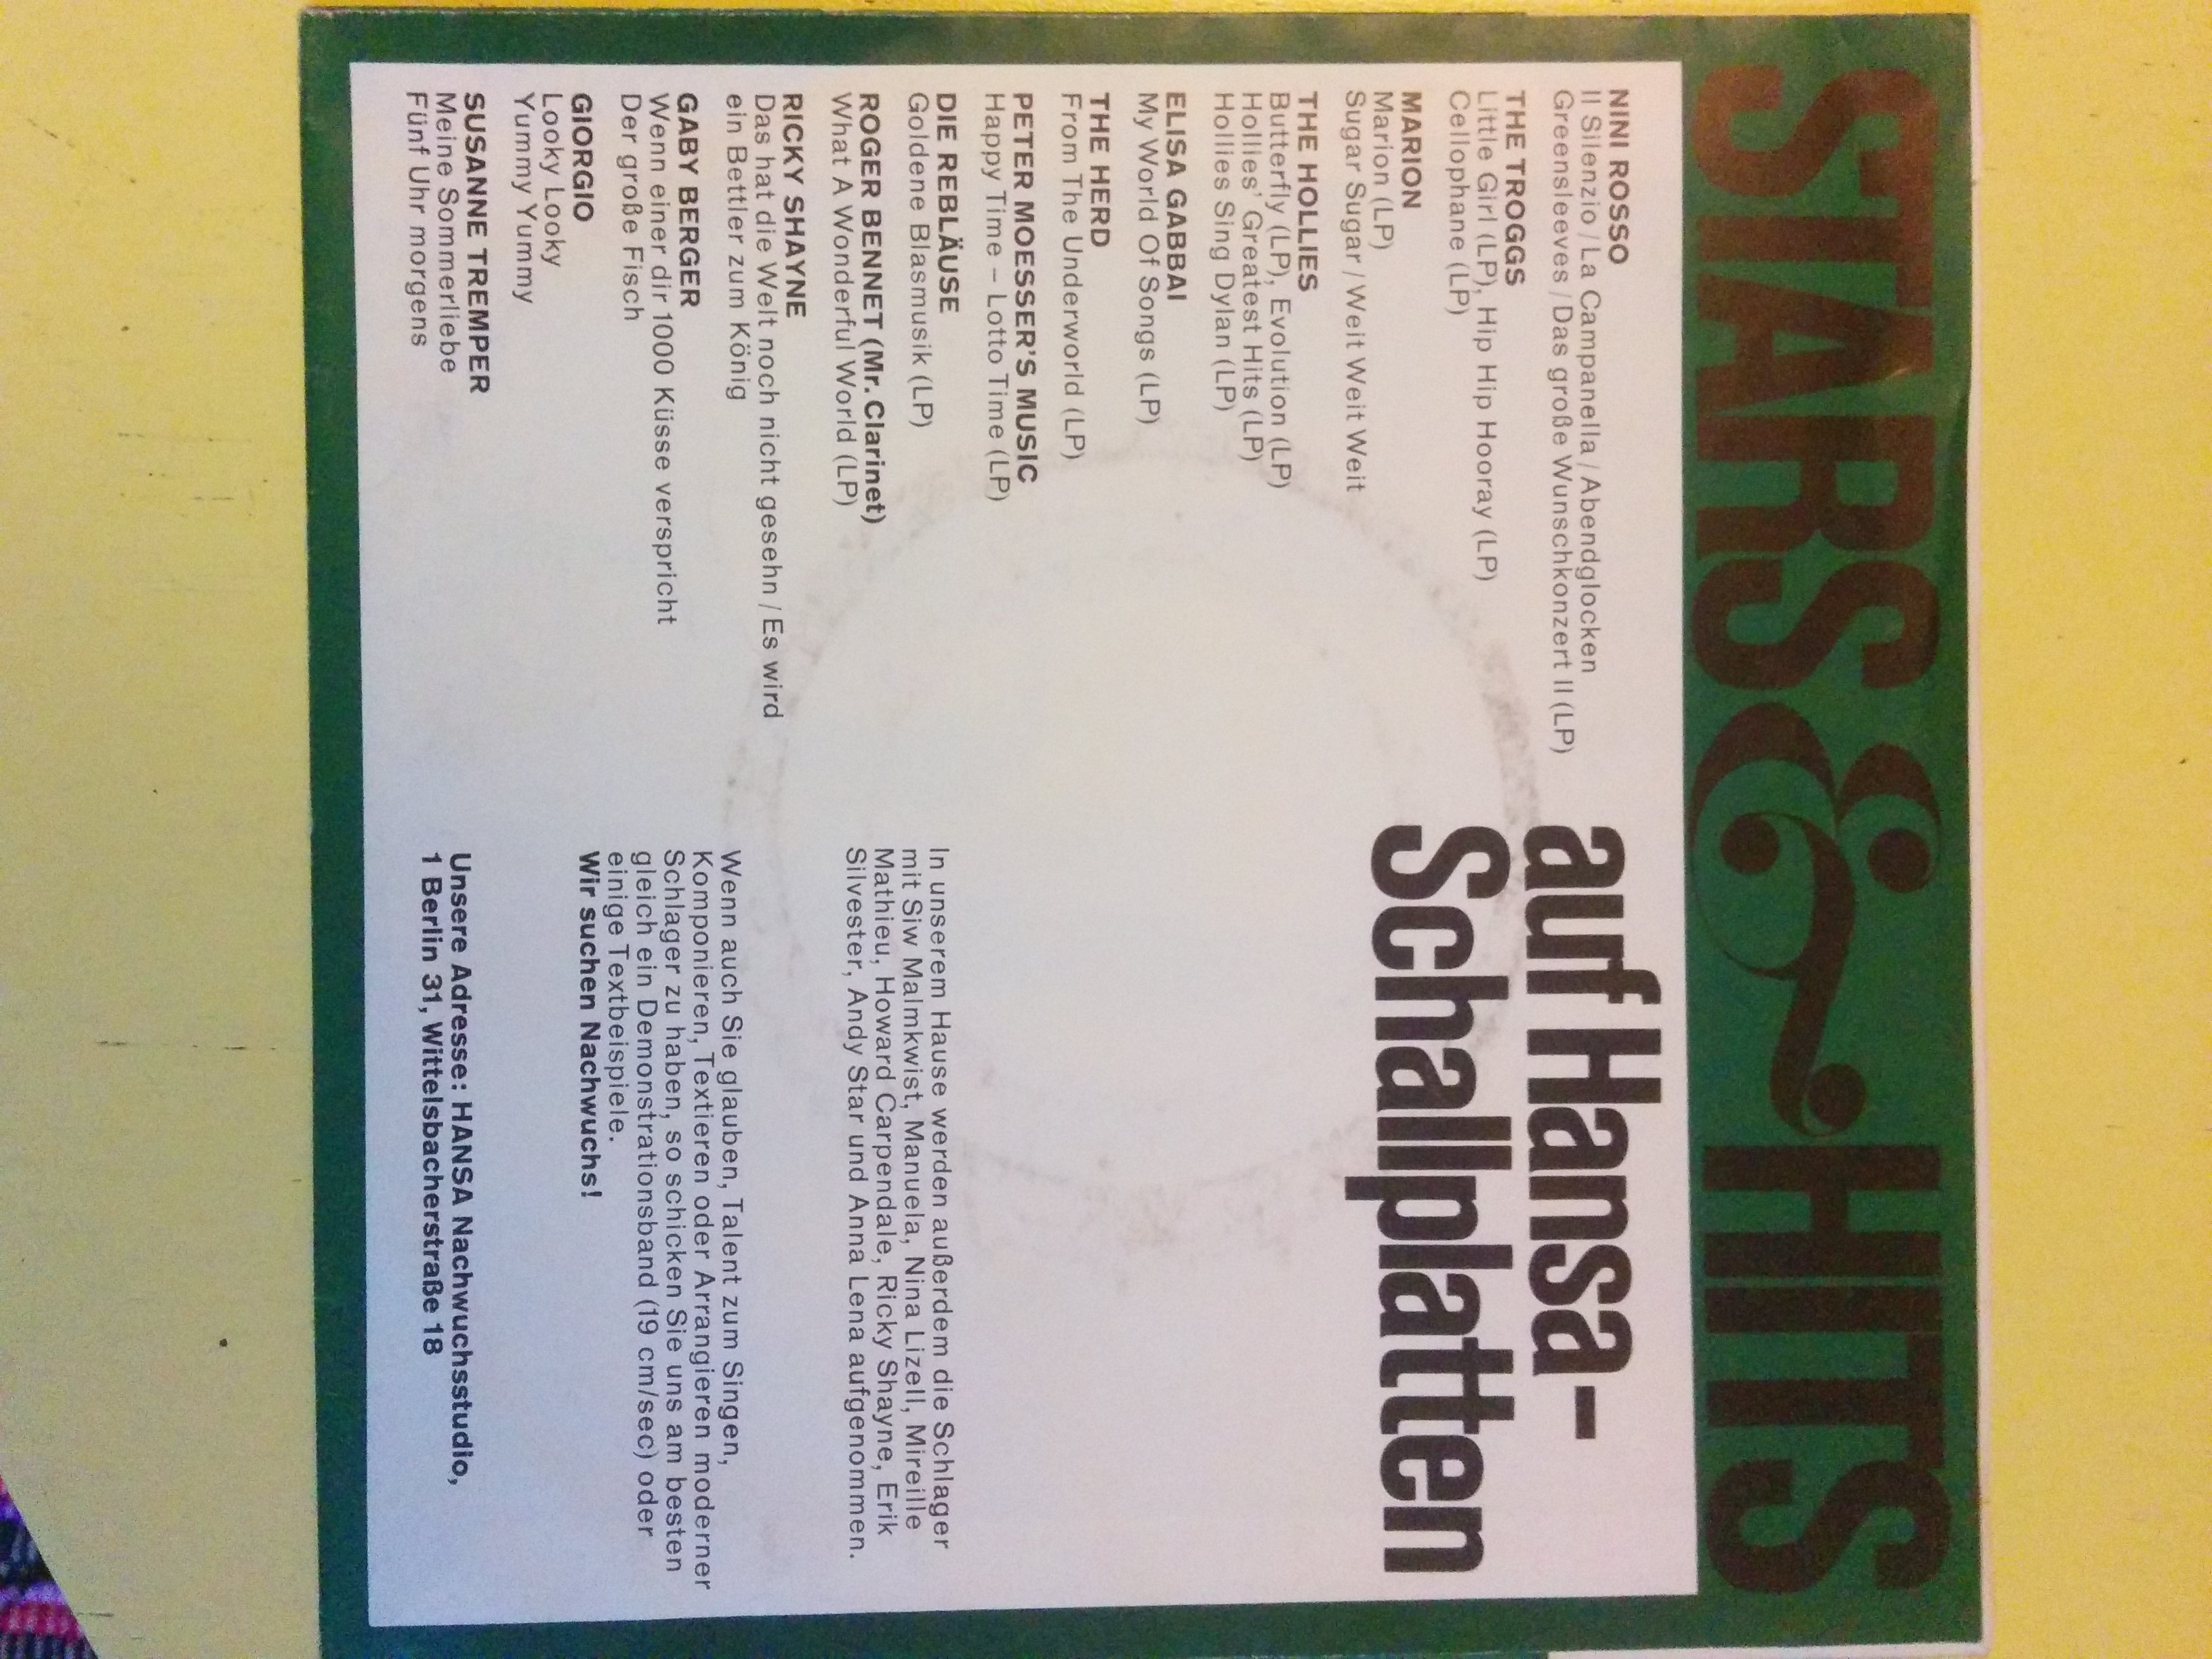 STARS & HITS
auf Hansa-
Schallplatten
NINI ROSSO
Il Silenzio / La Campanella / Abendglocken
Greensleeves / Das große Wunschkonzert II (LP)
THE TROGGS
Little Girl (LP), Hip Hip Hooray (LP)
Cellophane (LP)
MARION
Marion (LP)
Sugar Sugar / Weit Weit Weit
THE HOLLIES
Butterfly (LP), Evolution (LP)
Hollies' Greatest Hits (LP)
Hollies Sing Dylan (LP)
ELISA GABBAI
My World Of Songs (LP)
THE HERD
From The Underworld (LP)
PETER MOESSER'S MUSIC
Happy Time – Lotto Time (LP)
DIE REBLÄUSE
Goldene Blasmusik (LP)
ROGER BENNET (Mr. Clarinet)
What A Wonderful World (LP)
RICKY SHAYNE
Das hat die Welt noch nicht gesehn / Es wird
ein Bettler zum König
GABY BERGER
Wenn einer dir 1000 Küsse verspricht
Der große Fisch
GIORGIO
Looky Looky
Yummy Yummy
SUSANNE TREMPER
Meine Sommerliebe
Fünf Uhr morgens
In unserem Hause werden außerdem die Schlager
mit Siw Malmkwist, Manuela, Nina Lizell, Mireille
Mathieu, Howard Carpendale, Ricky Shayne, Erik
Silvester, Andy Star und Anna Lena aufgenommen.
Wenn auch Sie glauben, Talent zum Singen,
Komponieren, Textieren oder Arrangieren moderner
Schlager zu haben, so schicken Sie uns am besten
gleich ein Demonstrationsband (19 cm/sec) oder
einige Textbeispiele.
Wir suchen Nachwuchs!
Unsere Adresse: HANSA Nachwuchsstudio,
1 Berlin 31, Wittelsbacherstraße 18